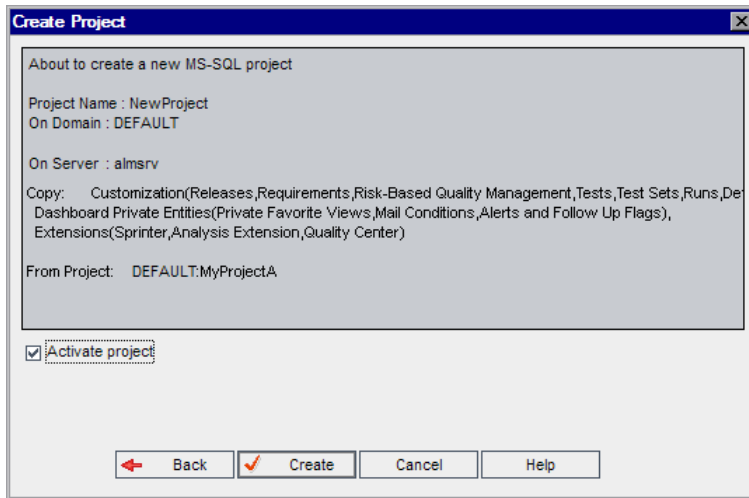 Create Project
About to create a new MS-SQL project
Project Name : NewProject
On Domain : DEFAULT
On Server : almsrv
Copy: Customization(Releases,Requirements,Risk-Based Quality Management,Tests,Test Sets,Runs,Def
Dashboard Private Entities(Private Favorite Views,Mail Conditions,Alerts and Follow Up Flags),
Extensions(Sprinter,Analysis Extension,Quality Center)
From Project: DEFAULT:MyProjectA
Activate project
Back Create Cancel Help